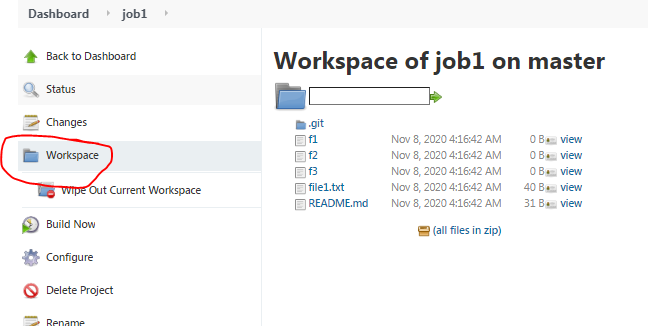 Dashboard job1
Back to Dashboard
Status
Changes
Workspace
Wipe Out Current Workspace
Build Now
Configure
Delete Project
Rename
Workspace of job1 on master
.git
f1 Nov 8, 2020 4:16:42 AM 0 B view
f2 Nov 8, 2020 4:16:42 AM 0 B view
f3 Nov 8, 2020 4:16:42 AM 0 B view
file1.txt Nov 8, 2020 4:16:42 AM 40 B view
README.md Nov 8, 2020 4:16:42 AM 31 B view
(all files in zip)